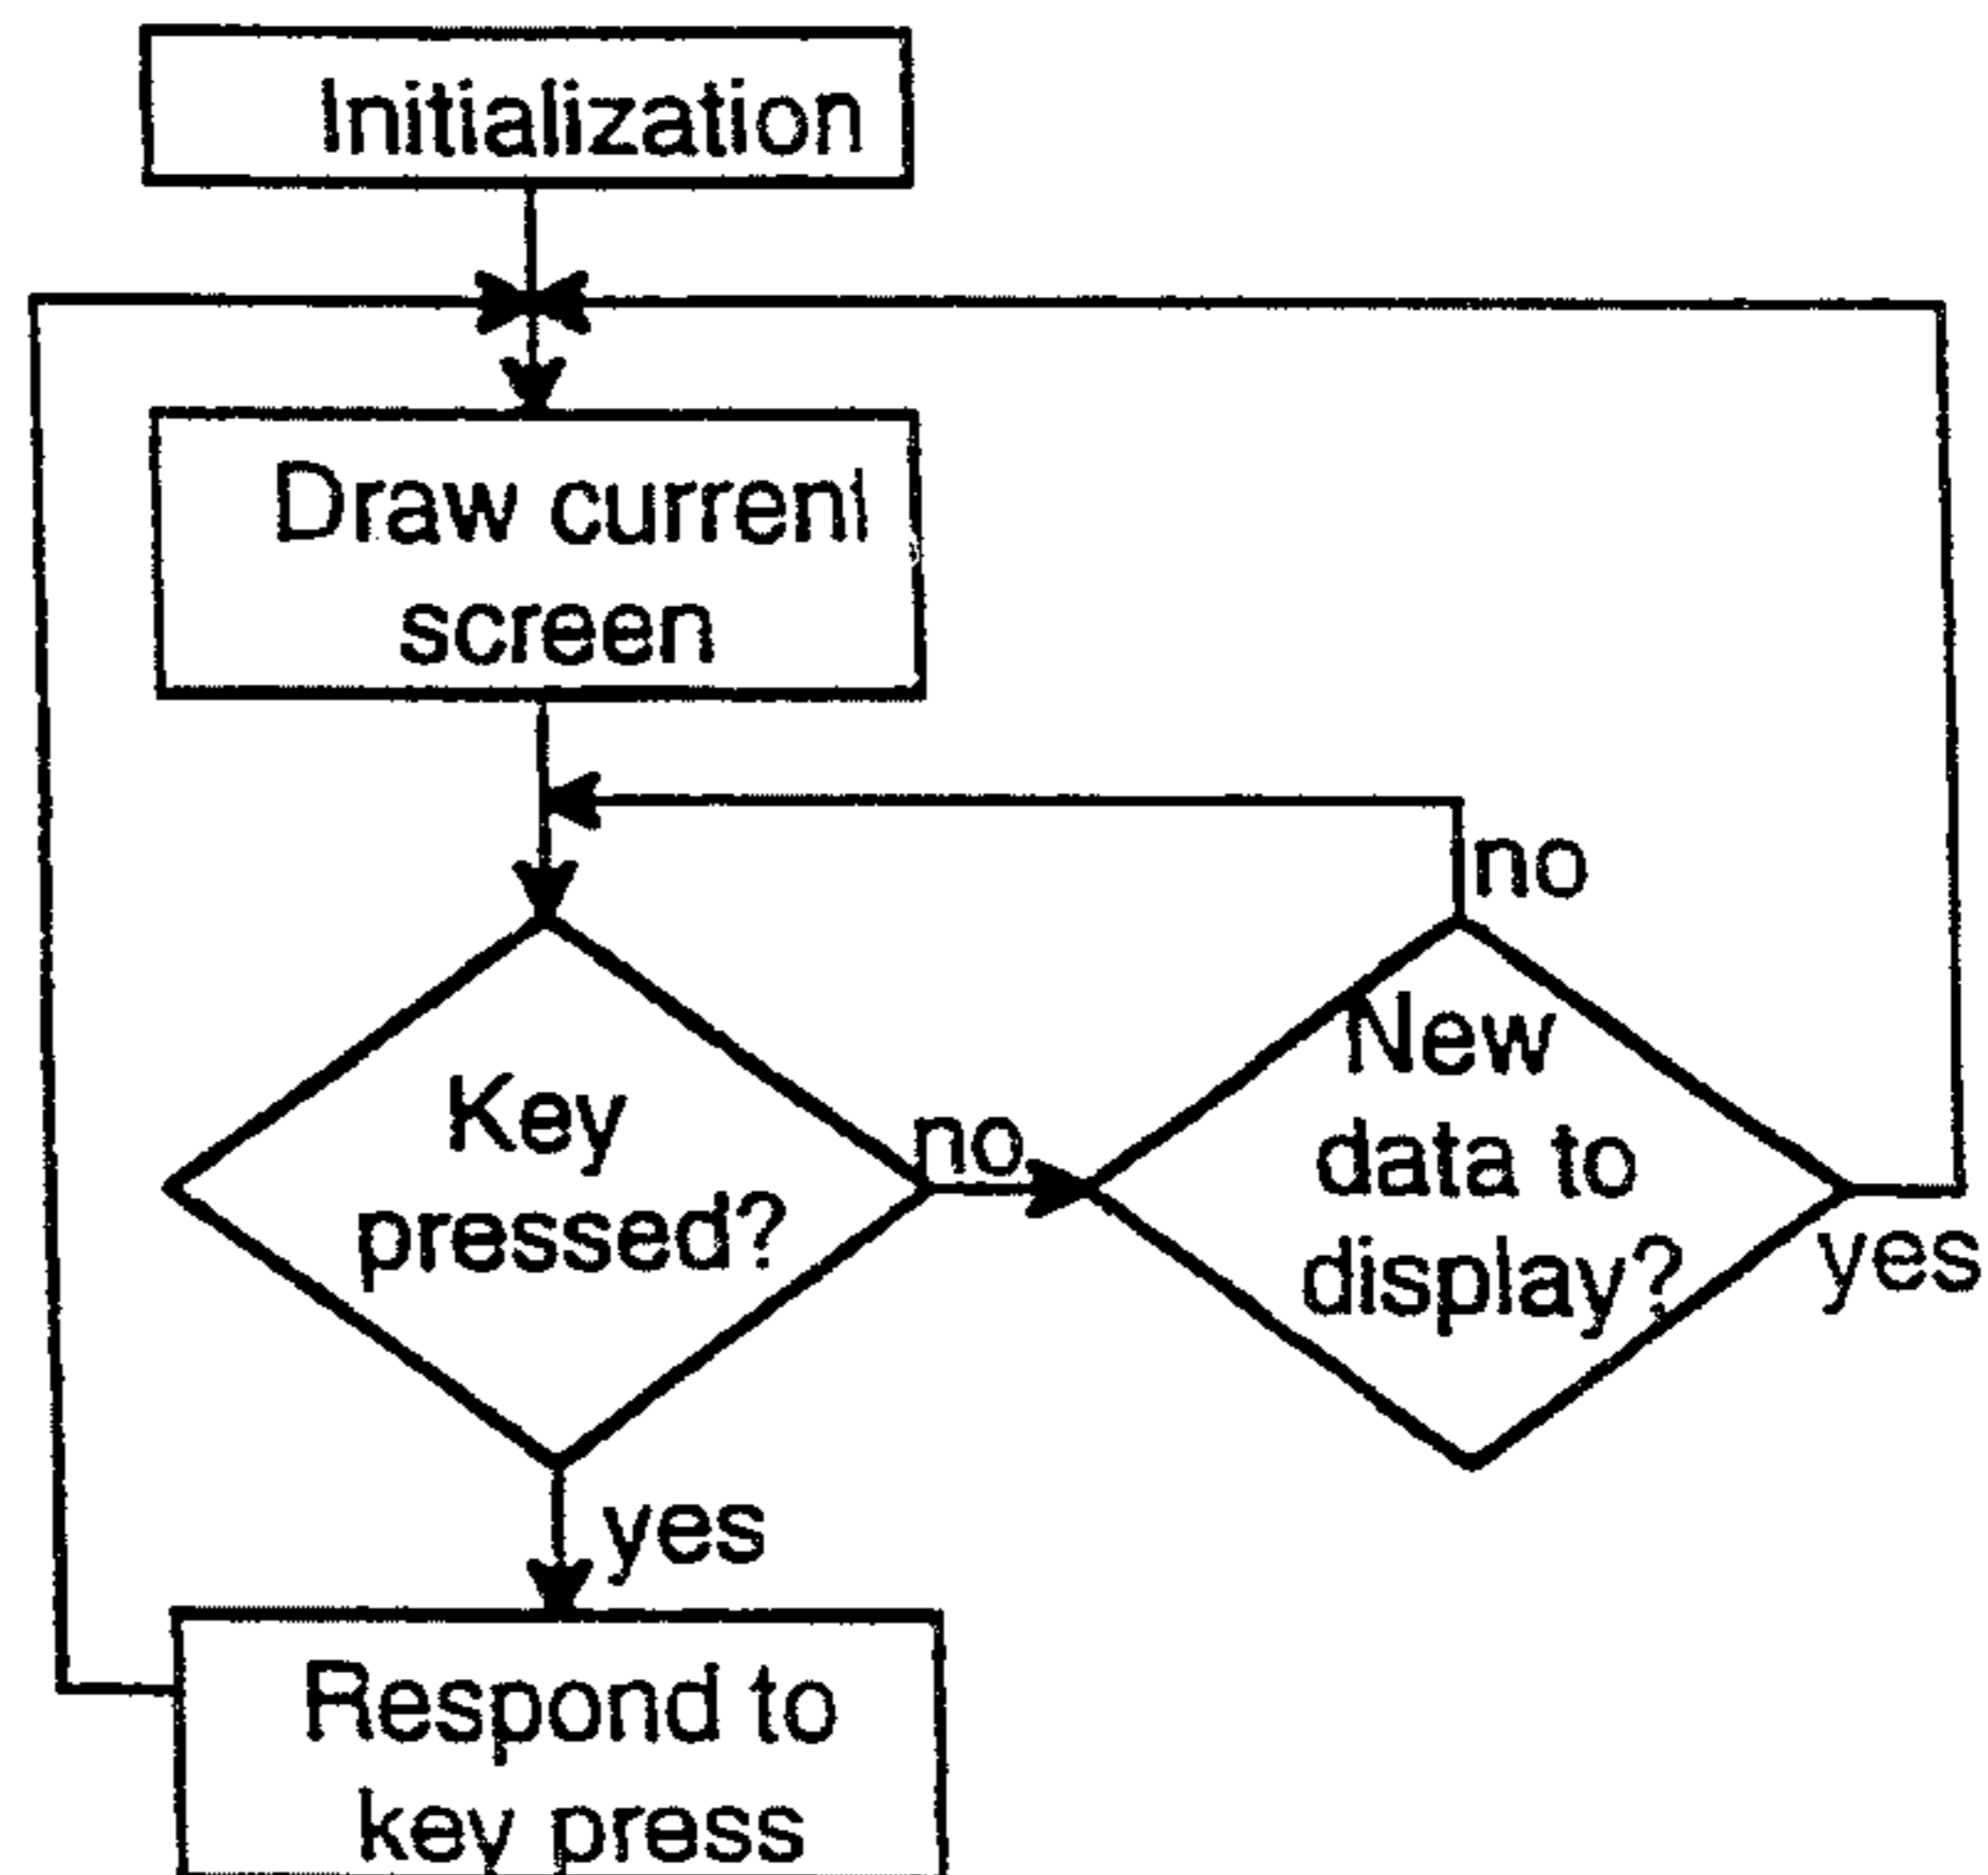 Initialization
Draw current
screen
no
Key
pressed?
no
New
data to
display?
yes
yes
Respond to
key press